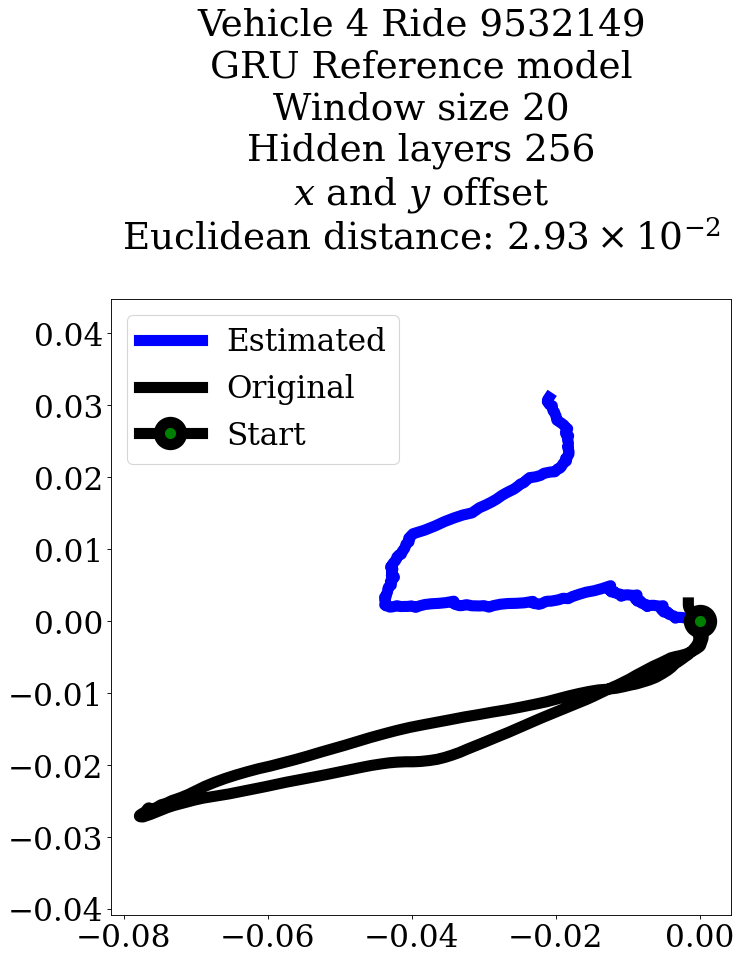 Vehicle 4 Ride 9532149
GRU Reference model
Window size 20
Hidden layers 256
x and y offset
Euclidean distance: 2.93 × 10⁻²
Estimated
Original
Start
0.04
0.03
0.02
0.01
0.00
−0.01
−0.02
−0.03
−0.04
−0.08 −0.06 −0.04 −0.02 0.00